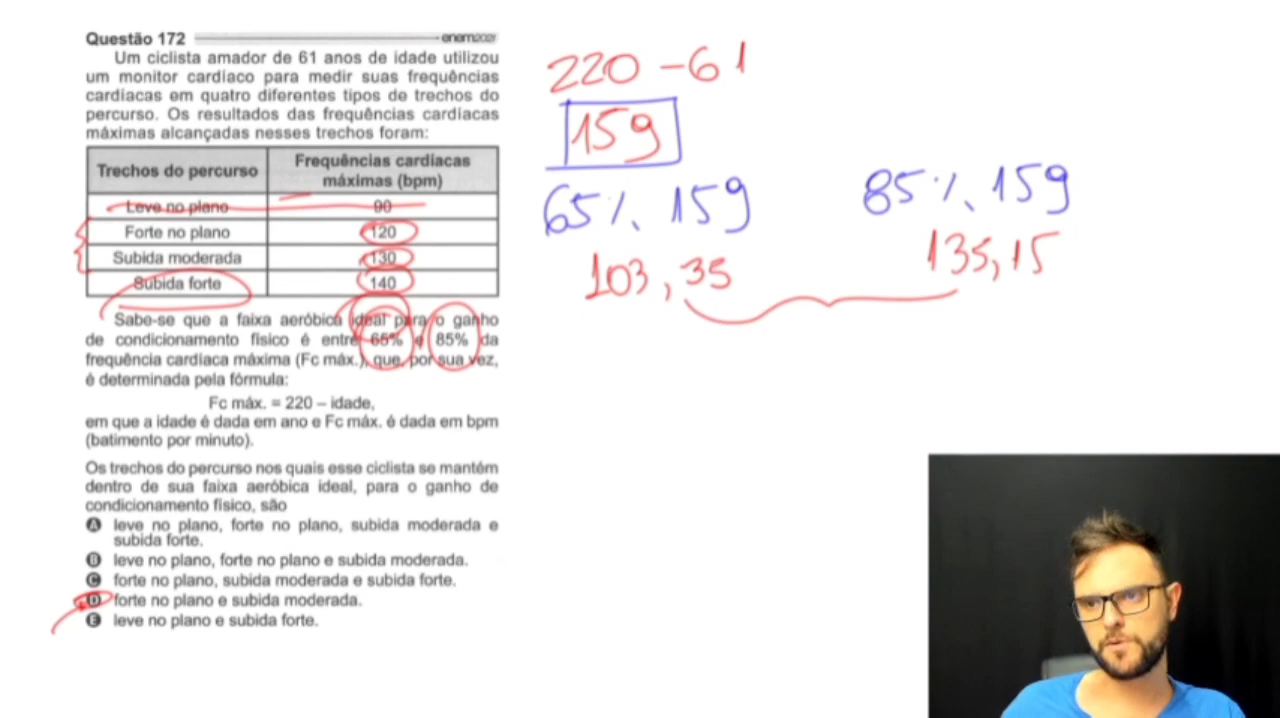 Questão 172 enem2021
Um ciclista amador de 61 anos de idade utilizou
um monitor cardíaco para medir suas frequências
cardíacas em quatro diferentes tipos de trechos do
percurso. Os resultados das frequências cardíacas
máximas alcançadas nesses trechos foram:
Trechos do percurso Frequências cardíacas
máximas (bpm)
Leve no plano 90
Forte no plano 120
Subida moderada 130
Subida forte 140
Sabe-se que a faixa aeróbica ideal para o ganho
de condicionamento físico é entre 65% e 85% da
frequência cardíaca máxima (Fc máx.), que, por sua vez,
é determinada pela fórmula:
Fc máx. = 220 – idade,
em que a idade é dada em ano e Fc máx. é dada em bpm
(batimento por minuto).
Os trechos do percurso nos quais esse ciclista se mantém
dentro de sua faixa aeróbica ideal, para o ganho de
condicionamento físico, são
A leve no plano, forte no plano, subida moderada e
subida forte.
B leve no plano, forte no plano e subida moderada.
C forte no plano, subida moderada e subida forte.
D forte no plano e subida moderada.
E leve no plano e subida forte.
220 - 61
159
65%. 159
103,35
85%. 159
135,15